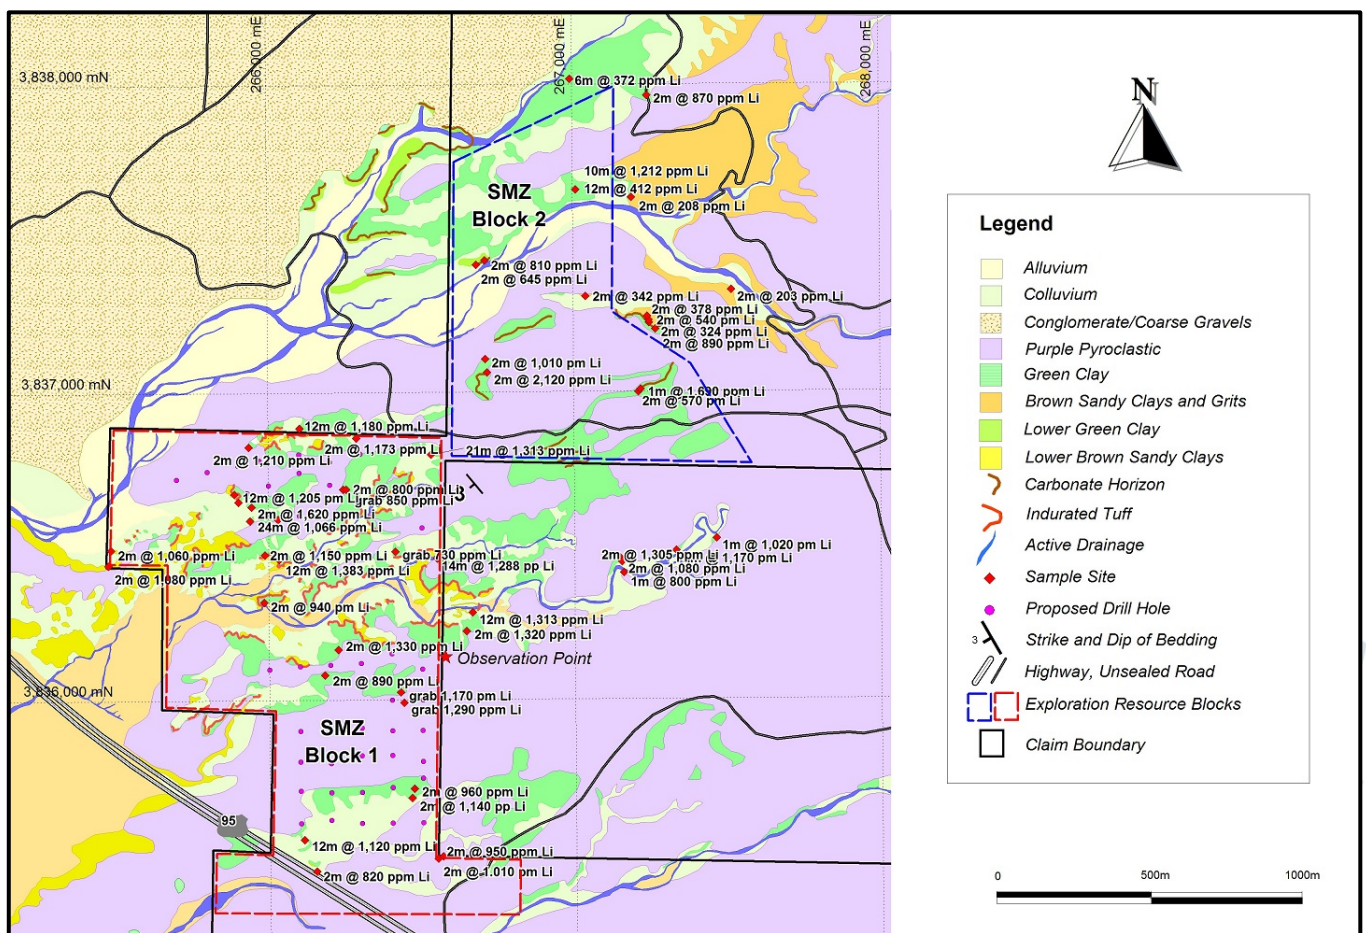 266,000 mE
267,000 mE
268,000 mE
3,838,000 mN
6m @ 372 ppm Li
2m @ 870 ppm Li
10m @ 1,212 ppm Li
12m @ 412 ppm Li
2m @ 208 ppm Li
SMZ
Block 2
2m @ 810 ppm Li
2m @ 645 ppm Li
2m @ 342 ppm Li
2m @ 203 ppm Li
2m @ 378 ppm Li
2m @ 540 pm Li
2m @ 324 ppm Li
2m @ 890 ppm Li
2m @ 1,010 pm Li
2m @ 2,120 ppm Li
3,837,000 mN
1m @ 1,690 ppm Li
2m @ 570 pm Li
12m @ 1,180 ppm Li
2m @ 1,173 ppm Li
21m @ 1,313 ppm Li
2m @ 1,210 ppm Li
2m @ 800 ppm Li
grab 850 ppm Li
3
12m @ 1,205 ppm Li
2m @ 1,620 ppm Li
24m @ 1,066 ppm Li
2m @ 1,060 ppm Li
2m @ 1,080 ppm Li
2m @ 1,150 ppm Li
12m @ 1,383 ppm Li
grab 730 ppm Li
14m @ 1,288 pp Li
1m @ 1,020 pm Li
2m @ 1,305 pm Li
1,170 pm Li
2m @ 1,080 ppm Li
1m @ 800 ppm Li
2m @ 940 pm Li
12m @ 1,313 ppm Li
2m @ 1,320 ppm Li
2m @ 1,330 ppm Li
Observation Point
2m @ 890 ppm Li
3,836,000 mN
grab 1,170 pm Li
grab 1,290 ppm Li
SMZ
Block 1
2m @ 960 ppm Li
2m @ 1,140 pp Li
95
12m @ 1,120 ppm Li
2m @ 950 ppm Li
2m @ 1.010 pm Li
2m @ 820 ppm Li
N
Legend
Alluvium
Colluvium
Conglomerate/Coarse Gravels
Purple Pyroclastic
Green Clay
Brown Sandy Clays and Grits
Lower Green Clay
Lower Brown Sandy Clays
Carbonate Horizon
Indurated Tuff
Active Drainage
Sample Site
Proposed Drill Hole
3 Strike and Dip of Bedding
Highway, Unsealed Road
Exploration Resource Blocks
Claim Boundary
0 500m 1000m